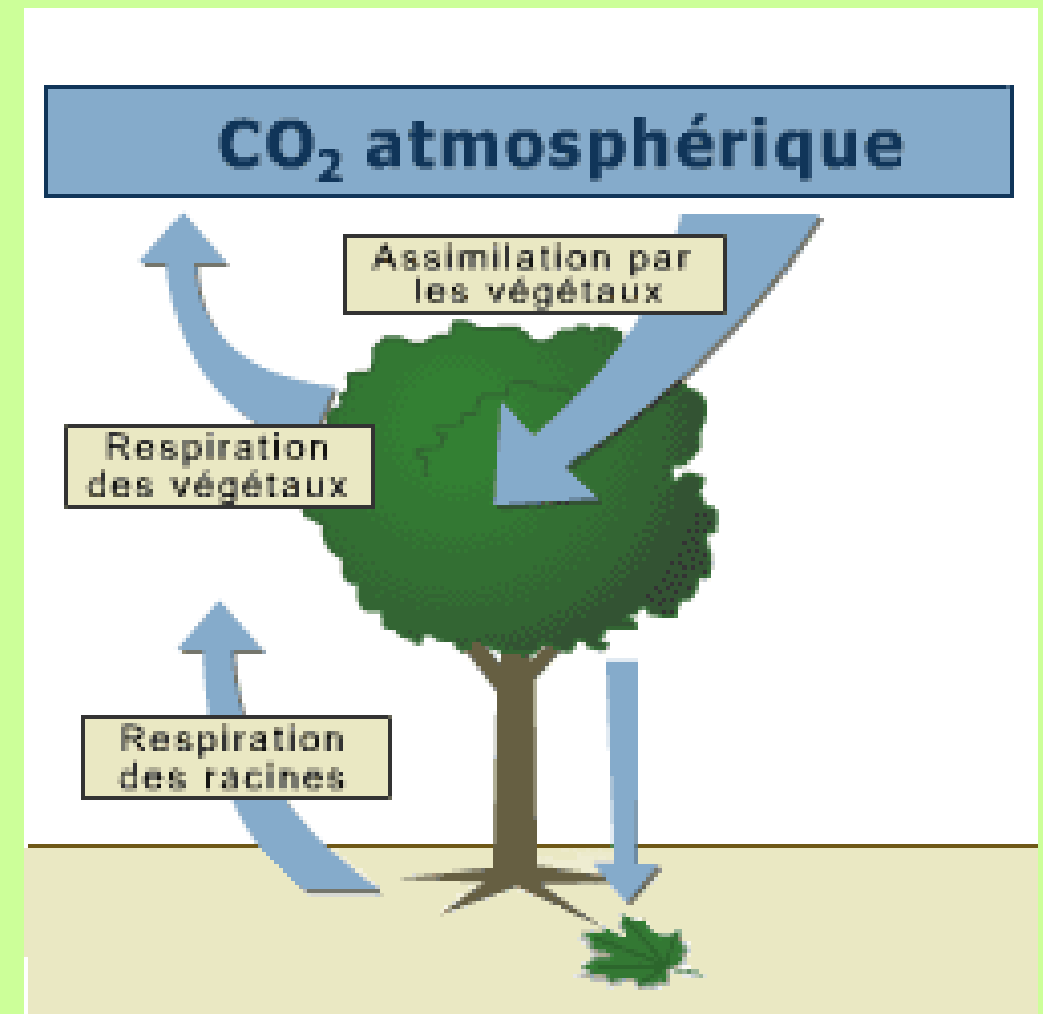 CO₂ atmosphérique
Assimilation par
les végétaux
Respiration
des végétaux
Respiration
des racines